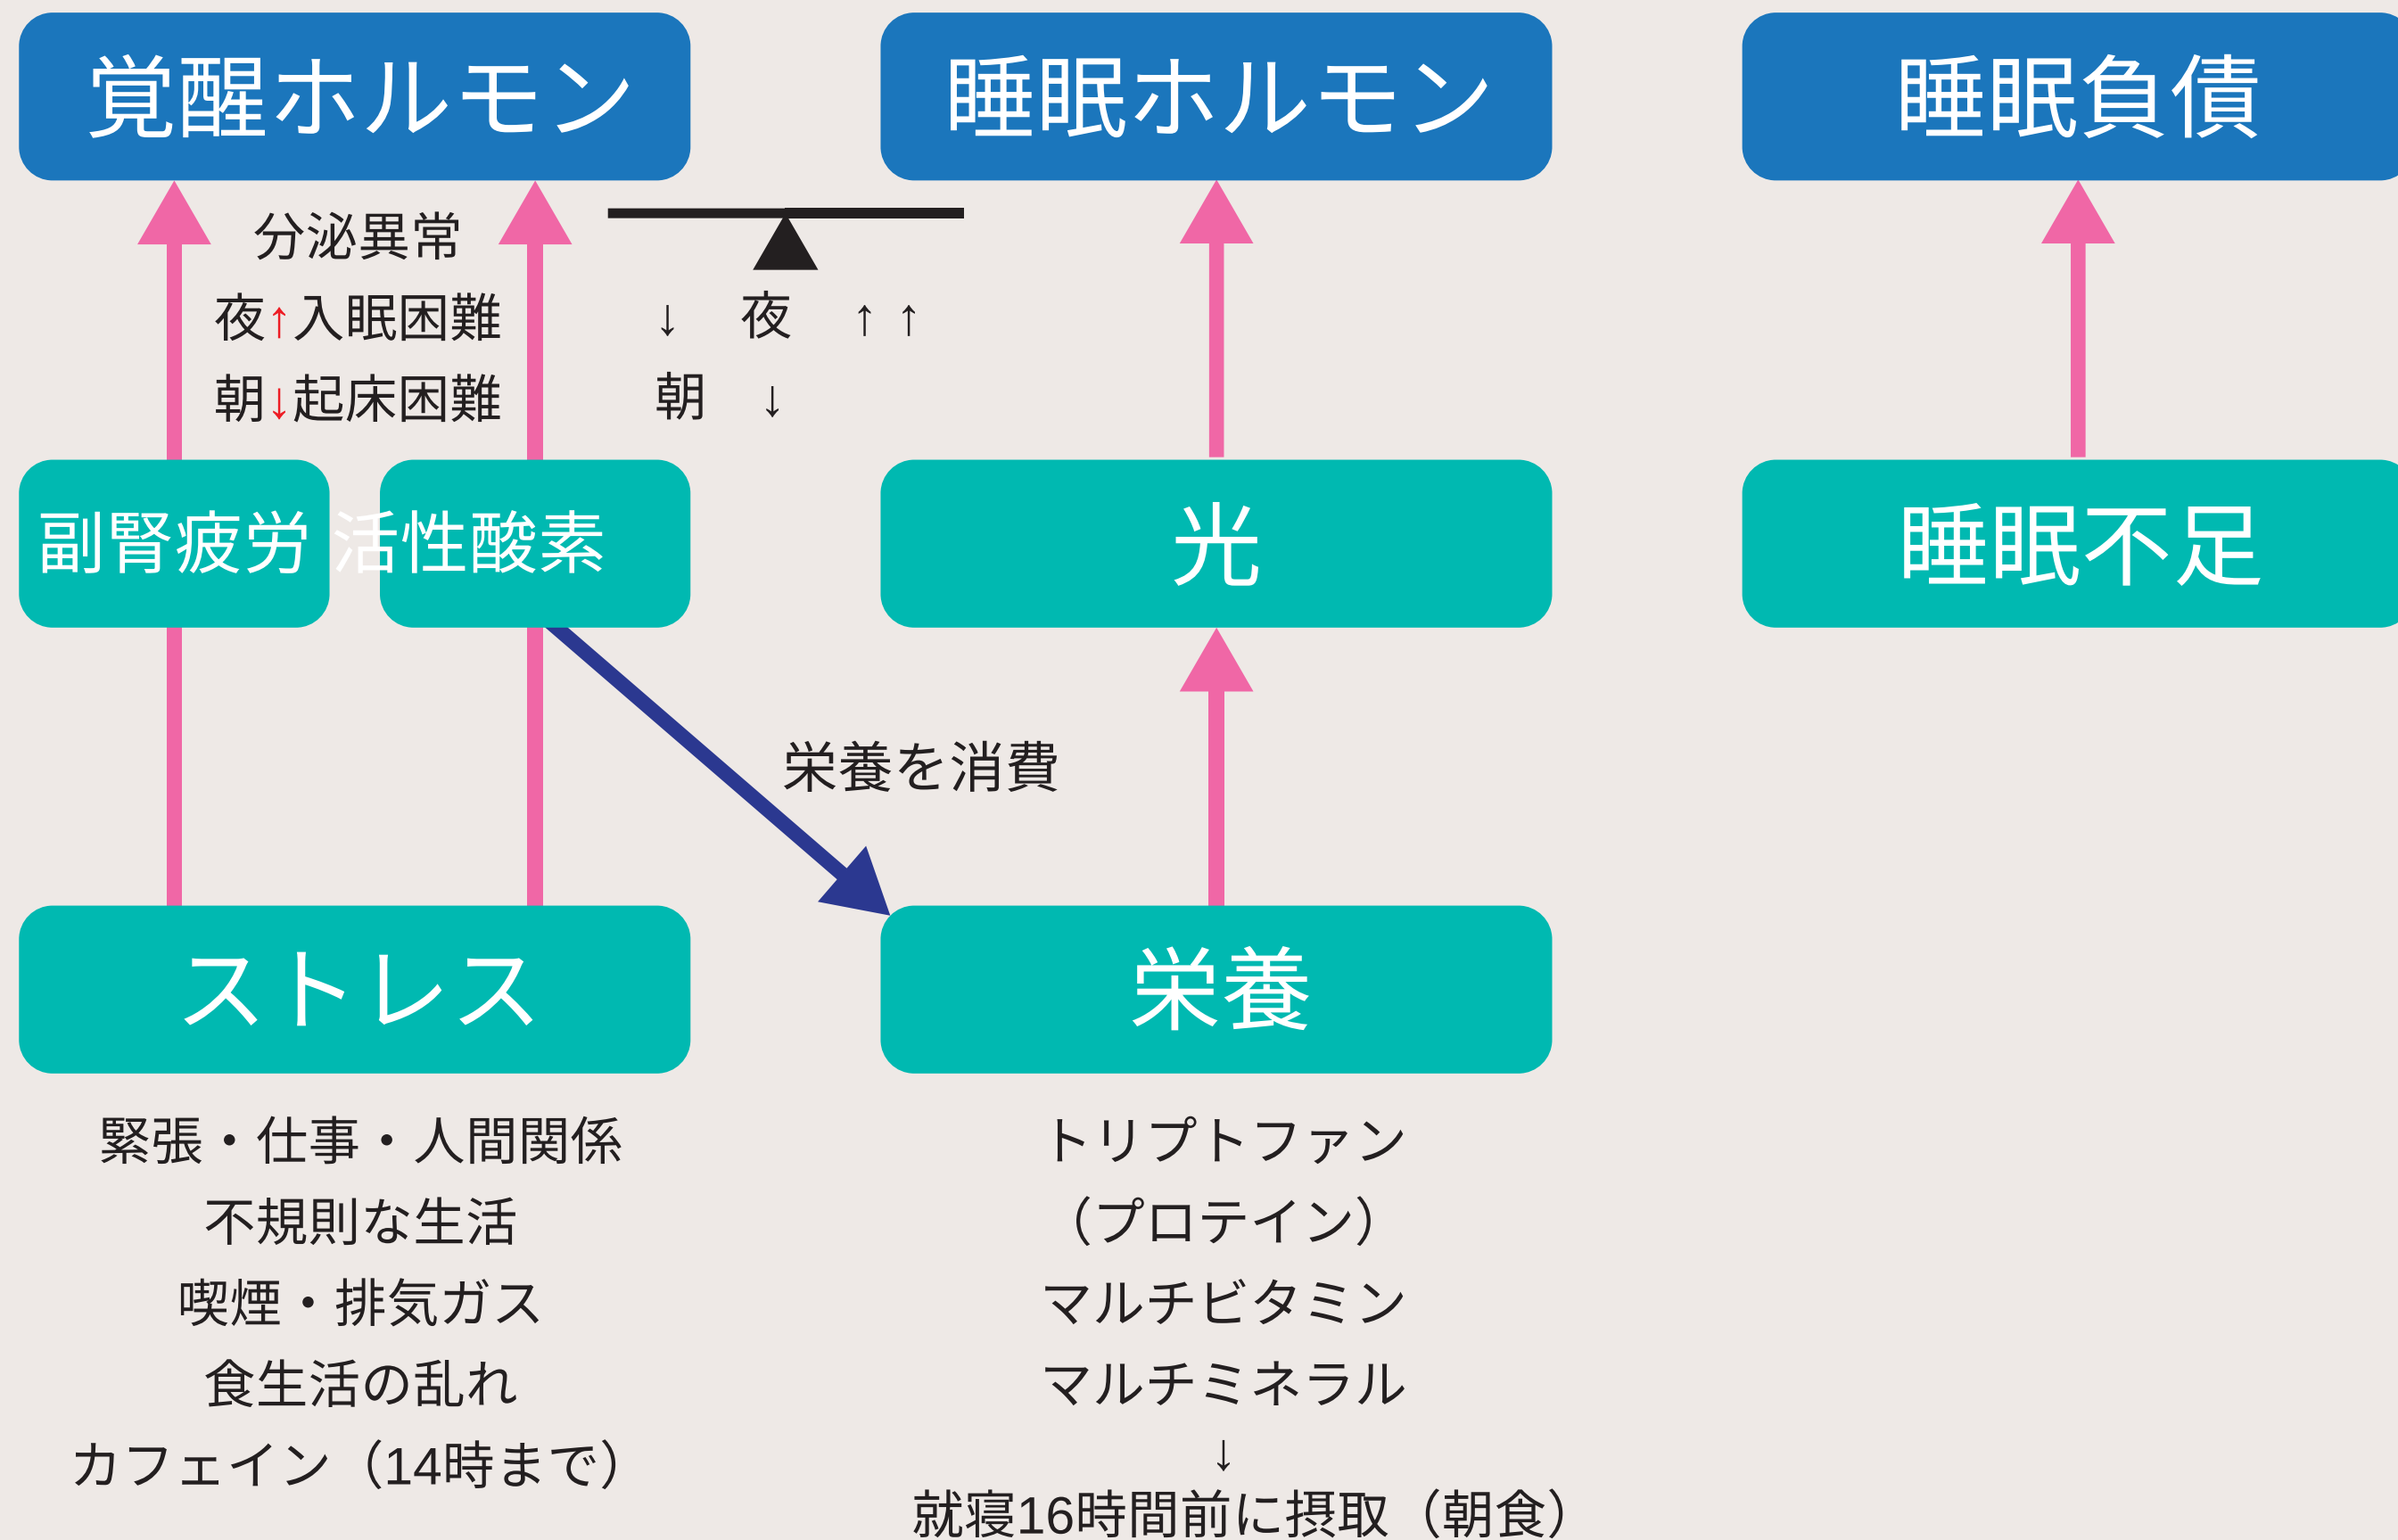 覚醒ホルモン
睡眠ホルモン
睡眠負債
分泌異常
夜↑入眠困難
朝↓起床困難
↓ 夜 ↑ ↑
朝 ↓
副腎疲労
活性酸素
光
睡眠不足
栄養を消費
ストレス
栄養
緊張・仕事・人間関係
不規則な生活
喫煙・排気ガス
食生活の乱れ
カフェイン（14時まで）
トリプトファン
（プロテイン）
マルチビタミン
マルチミネラル
↓
就寝16時間前に摂取（朝食）